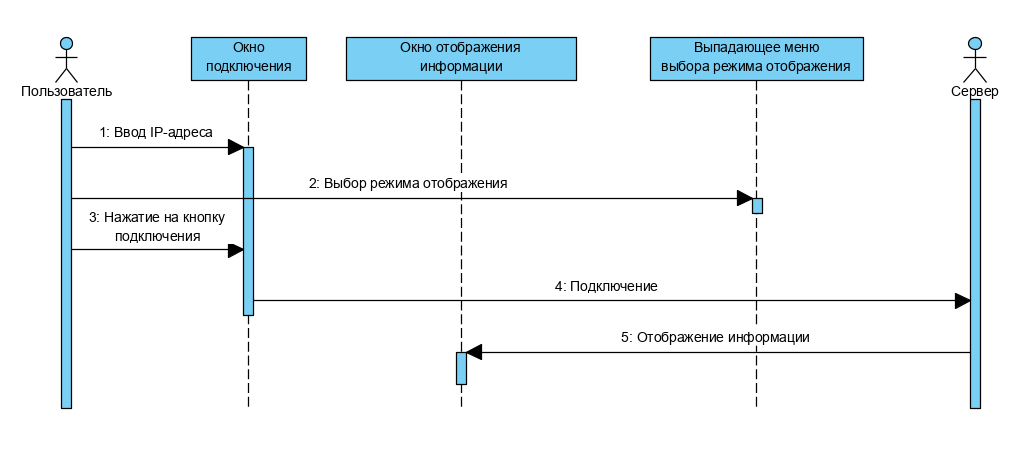 Окно
подключения
Окно отображения
информации
Выпадающее меню
выбора режима отображения
Пользователь
Сервер
1: Ввод IP-адреса
2: Выбор режима отображения
3: Нажатие на кнопку
подключения
4: Подключение
5: Отображение информации